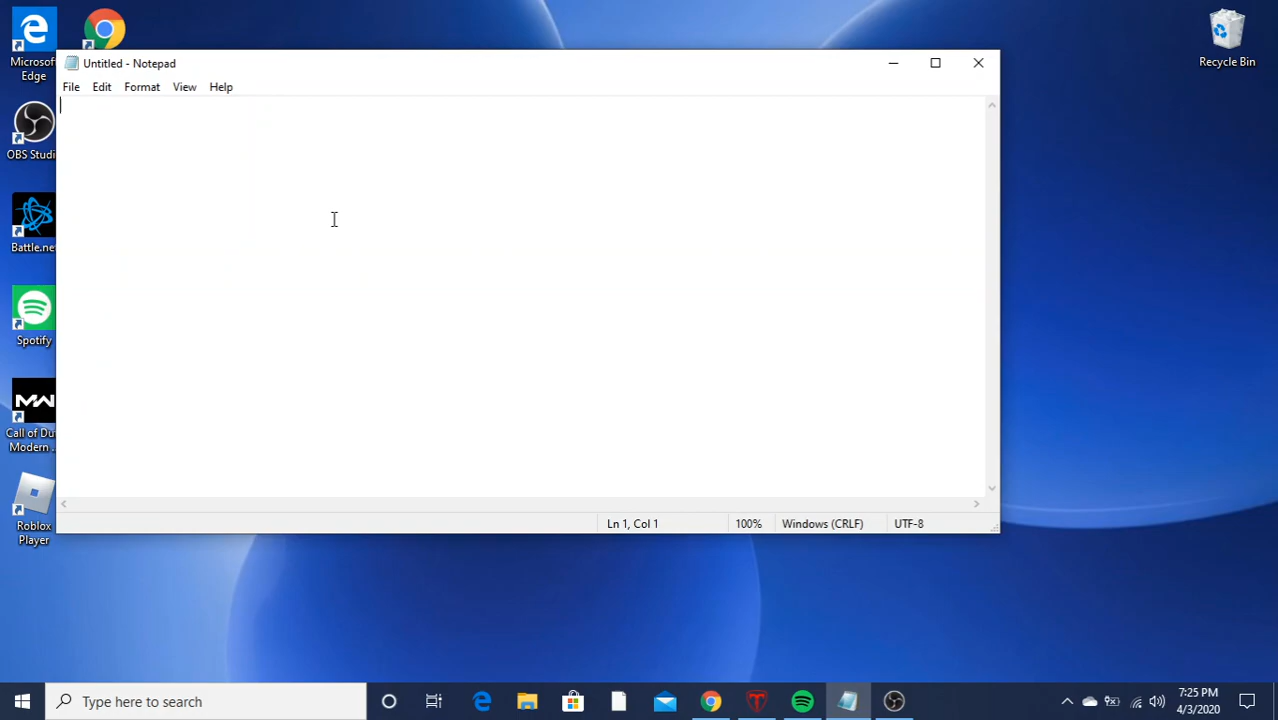 Microsoft
Edge
Recycle Bin
Untitled - Notepad
File Edit Format View Help
OBS Studi
Battle.net
Spotify
Call of Du
Modern ...
Roblox
Player
Ln 1, Col 1 100% Windows (CRLF) UTF-8
Type here to search
7:25 PM
4/3/2020